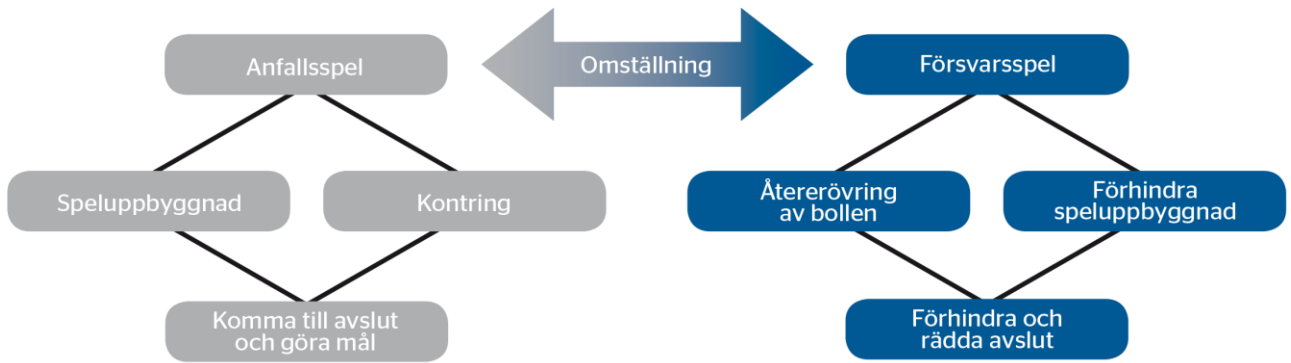 Anfallsspel
Omställning
Försvarsspel
Speluppbyggnad
Kontring
Återerövring
av bollen
Förhindra
speluppbyggnad
Komma till avslut
och göra mål
Förhindra och
rädda avslut